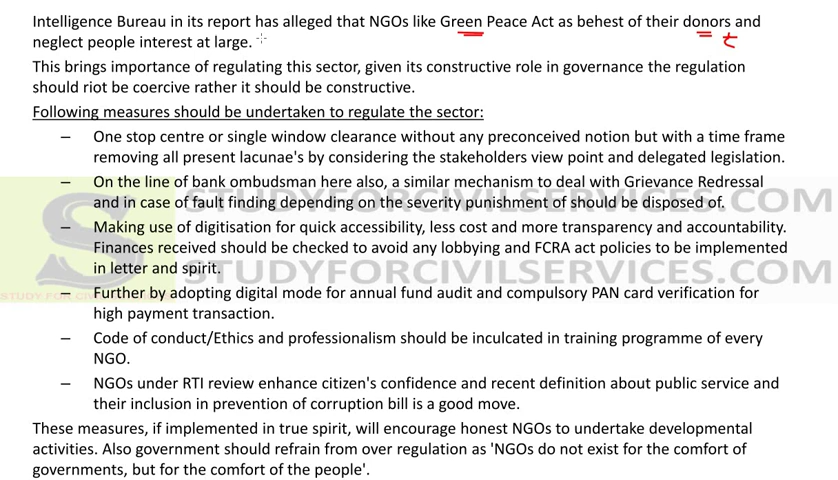 Intelligence Bureau in its report has alleged that NGOs like Green Peace Act as behest of their donors and
neglect people interest at large.
This brings importance of regulating this sector, given its constructive role in governance the regulation
should riot be coercive rather it should be constructive.
Following measures should be undertaken to regulate the sector:
– One stop centre or single window clearance without any preconceived notion but with a time frame
removing all present lacunae's by considering the stakeholders view point and delegated legislation.
– On the line of bank ombudsman here also, a similar mechanism to deal with Grievance Redressal
and in case of fault finding depending on the severity punishment of should be disposed of.
– Making use of digitisation for quick accessibility, less cost and more transparency and accountability.
Finances received should be checked to avoid any lobbying and FCRA act policies to be implemented
in letter and spirit.
– Further by adopting digital mode for annual fund audit and compulsory PAN card verification for
high payment transaction.
– Code of conduct/Ethics and professionalism should be inculcated in training programme of every
NGO.
– NGOs under RTI review enhance citizen's confidence and recent definition about public service and
their inclusion in prevention of corruption bill is a good move.
These measures, if implemented in true spirit, will encourage honest NGOs to undertake developmental
activities. Also government should refrain from over regulation as 'NGOs do not exist for the comfort of
governments, but for the comfort of the people'.
STUDYFORCIVILSERVICES.COM
STUDYFORCIVILSERVICES.COM